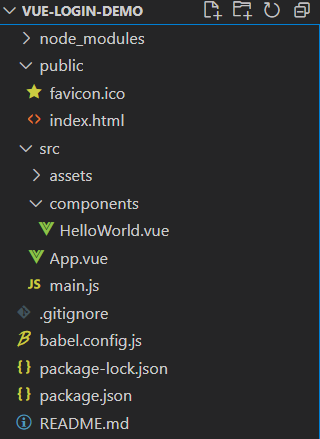 VUE-LOGIN-DEMO
node_modules
public
favicon.ico
index.html
src
assets
components
HelloWorld.vue
App.vue
JS main.js
.gitignore
babel.config.js
package-lock.json
package.json
README.md